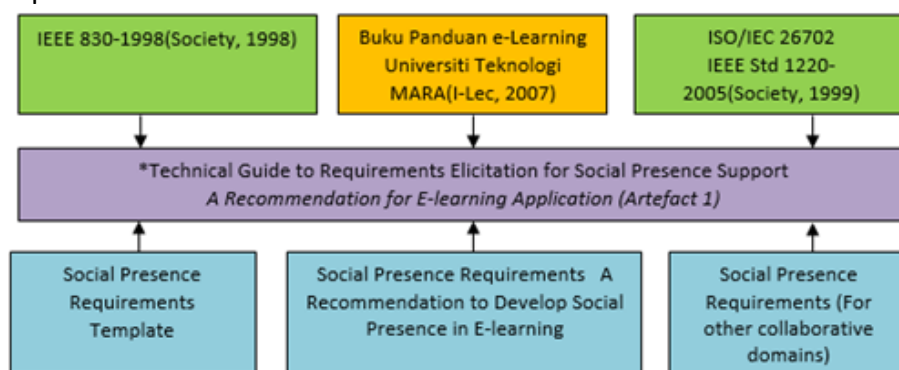 IEEE 830-1998(Society, 1998)
Buku Panduan e-Learning
Universiti Teknologi
MARA(I-Lec, 2007)
ISO/IEC 26702
IEEE Std 1220-
2005(Society, 1999)
*Technical Guide to Requirements Elicitation for Social Presence Support
A Recommendation for E-learning Application (Artefact 1)
Social Presence
Requirements
Template
Social Presence Requirements A
Recommendation to Develop Social
Presence in E-learning
Social Presence
Requirements (For
other collaborative
domains)